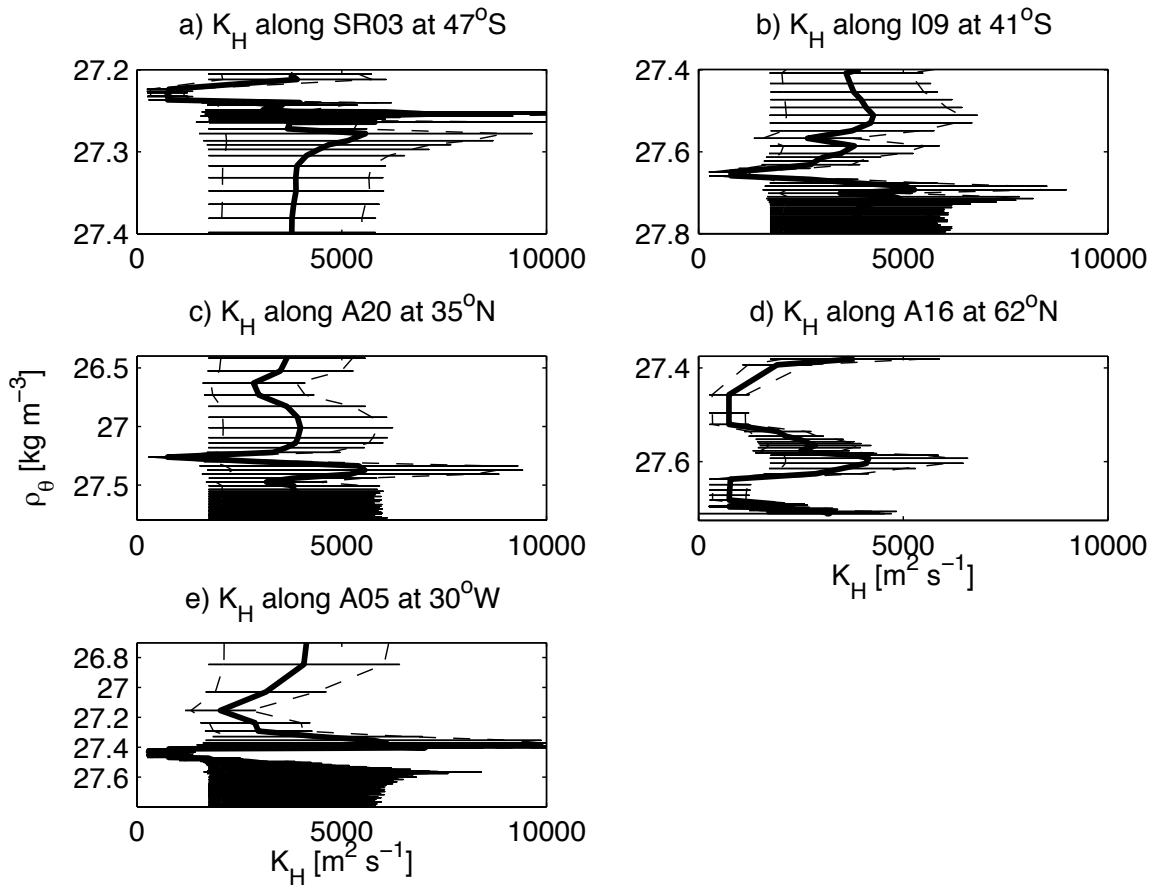 a) K_H along SR03 at 47°S
27.2
27.3
27.4
0 5000 10000
b) K_H along I09 at 41°S
27.4
27.6
27.8
0 5000 10000
c) K_H along A20 at 35°N
26.5
27
27.5
0 5000 10000
ρ_θ [kg m⁻³]
d) K_H along A16 at 62°N
27.4
27.6
0 5000 10000
K_H [m² s⁻¹]
e) K_H along A05 at 30°W
26.8
27
27.2
27.4
27.6
0 5000 10000
K_H [m² s⁻¹]